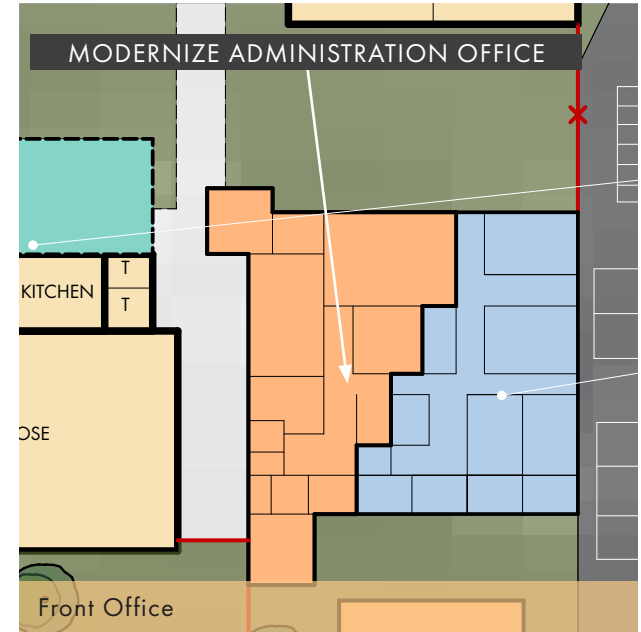 MODERNIZE ADMINISTRATION OFFICE
T
KITCHEN
T
OSE
Front Office